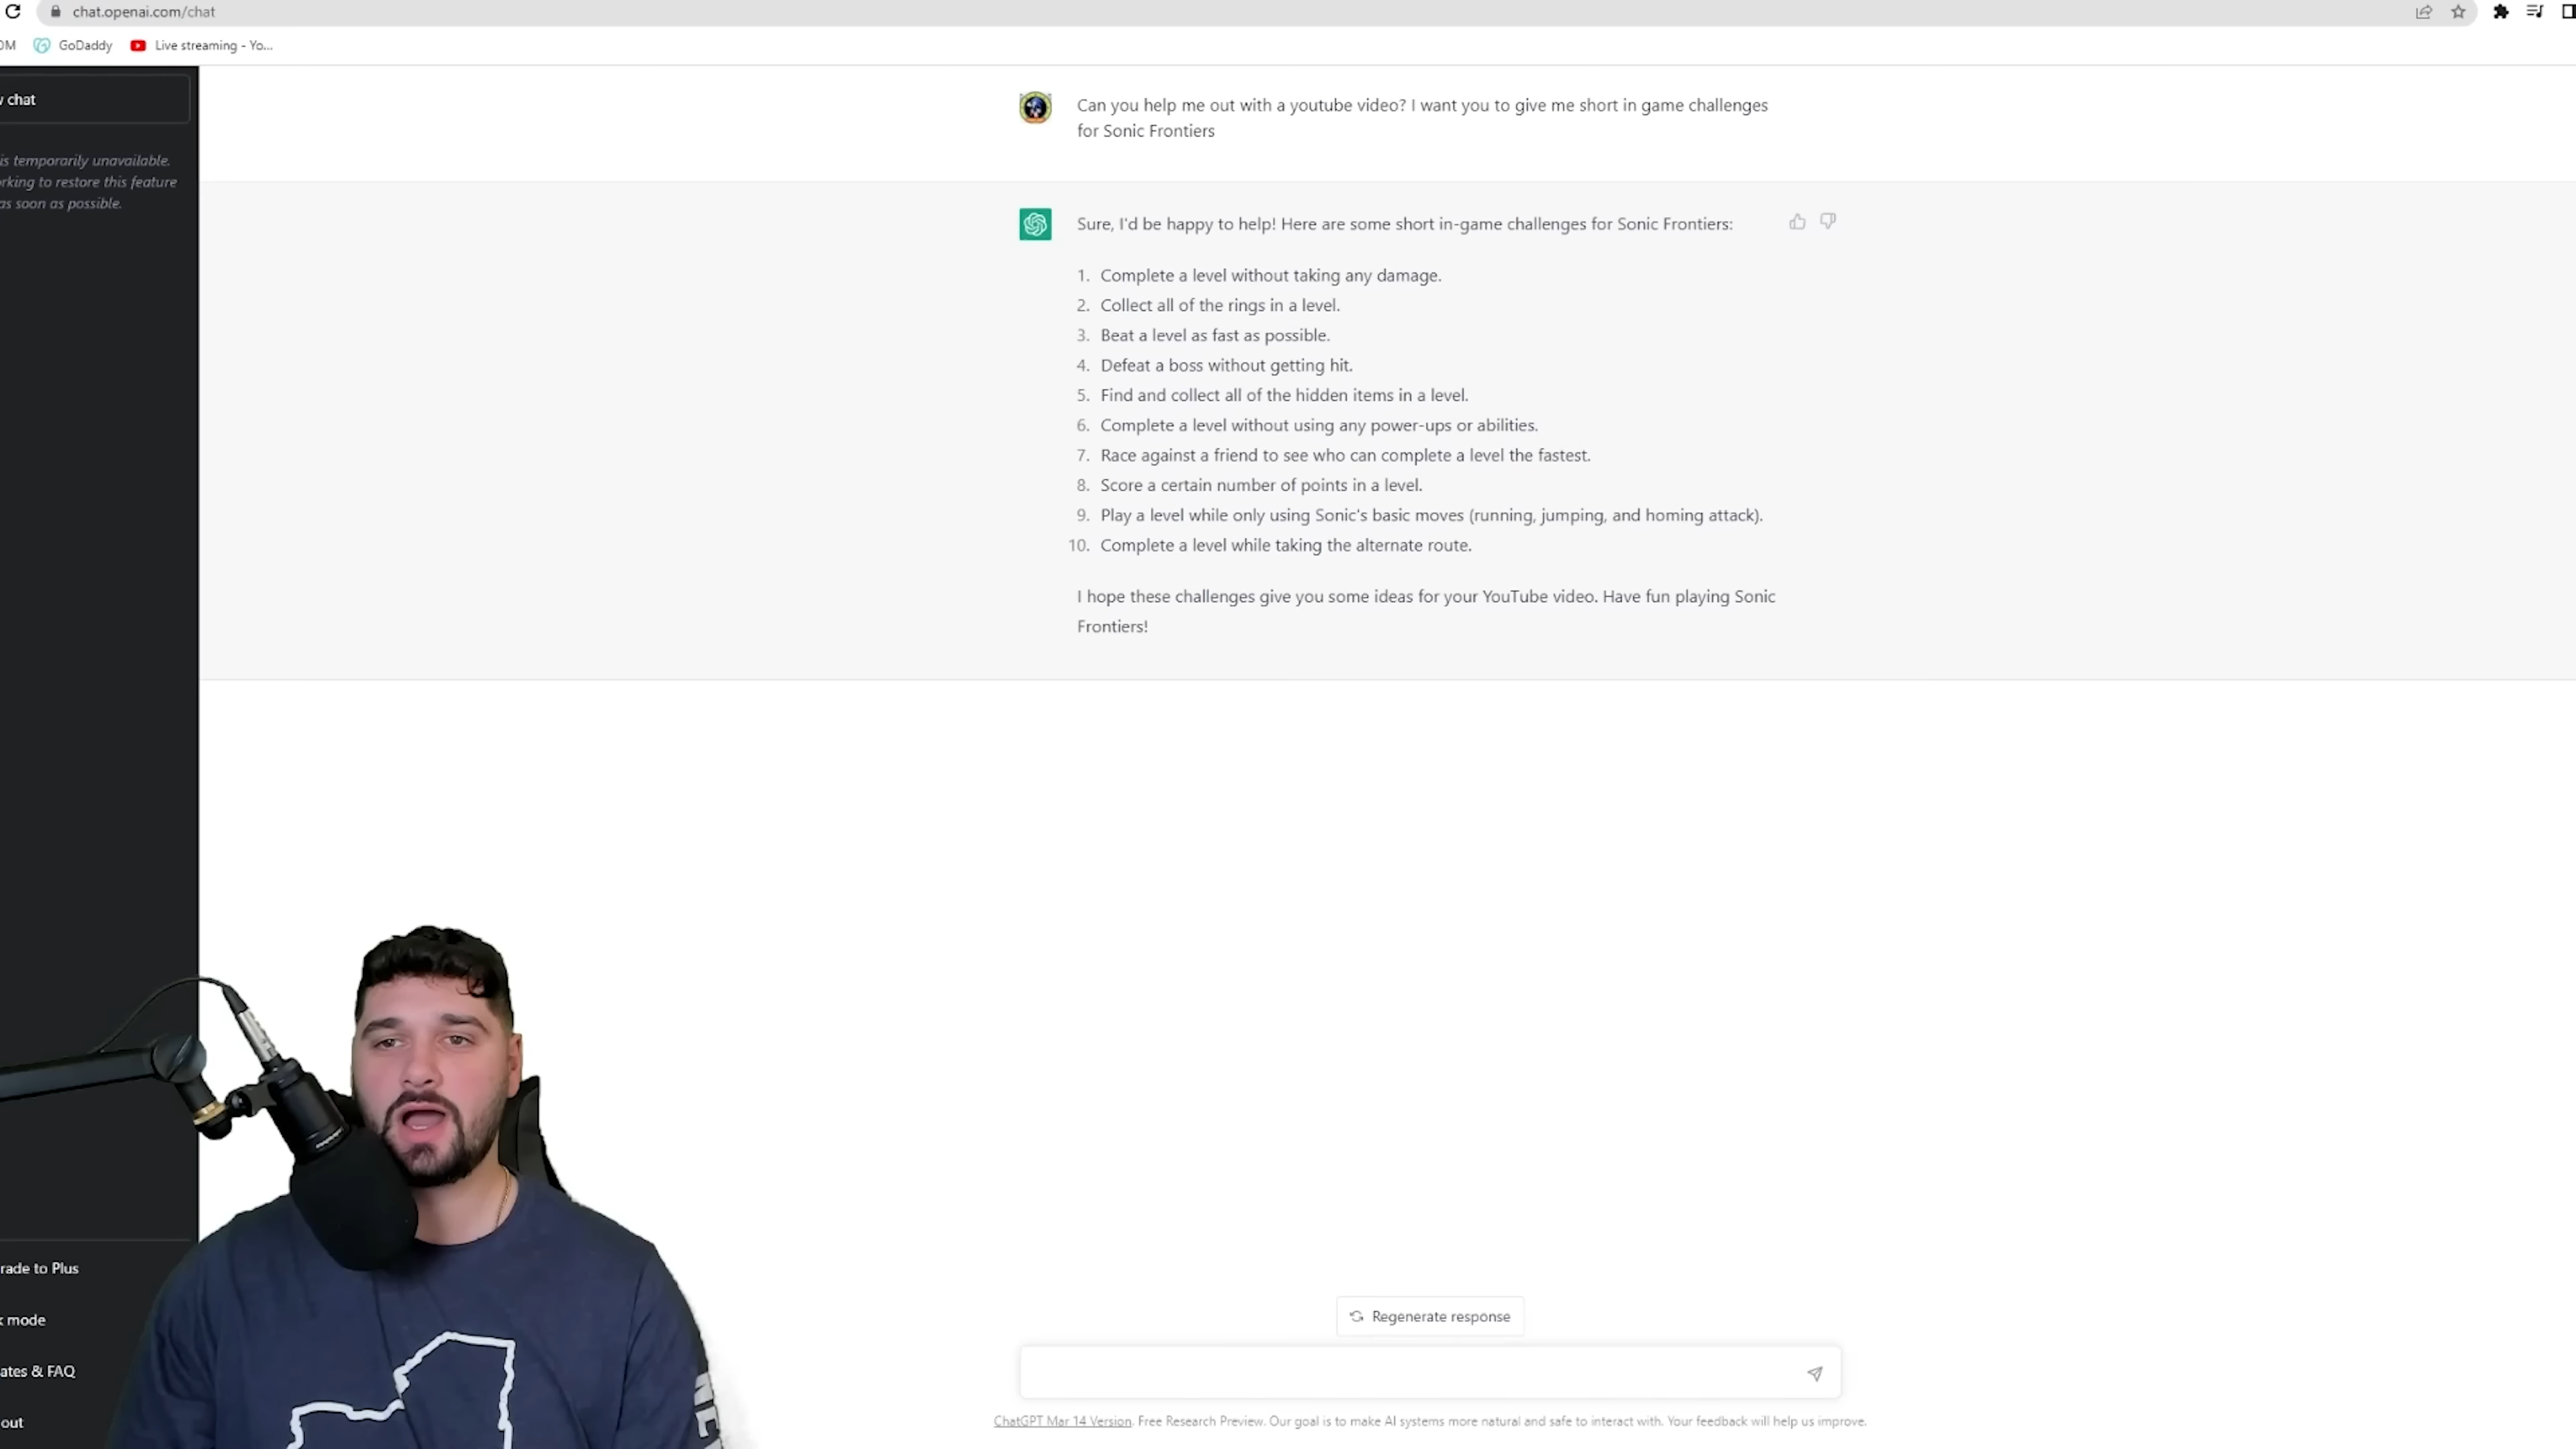 chat.openai.com/chat
OM GoDaddy Live streaming - Yo...
chat
is temporarily unavailable.
rking to restore this feature
as soon as possible.
Can you help me out with a youtube video? I want you to give me short in game challenges
for Sonic Frontiers
Sure, I'd be happy to help! Here are some short in-game challenges for Sonic Frontiers:
1. Complete a level without taking any damage.
2. Collect all of the rings in a level.
3. Beat a level as fast as possible.
4. Defeat a boss without getting hit.
5. Find and collect all of the hidden items in a level.
6. Complete a level without using any power-ups or abilities.
7. Race against a friend to see who can complete a level the fastest.
8. Score a certain number of points in a level.
9. Play a level while only using Sonic's basic moves (running, jumping, and homing attack).
10. Complete a level while taking the alternate route.
I hope these challenges give you some ideas for your YouTube video. Have fun playing Sonic
Frontiers!
rade to Plus
k mode
ates & FAQ
out
Regenerate response
ChatGPT Mar 14 Version. Free Research Preview. Our goal is to make AI systems more natural and safe to interact with. Your feedback will help us improve.